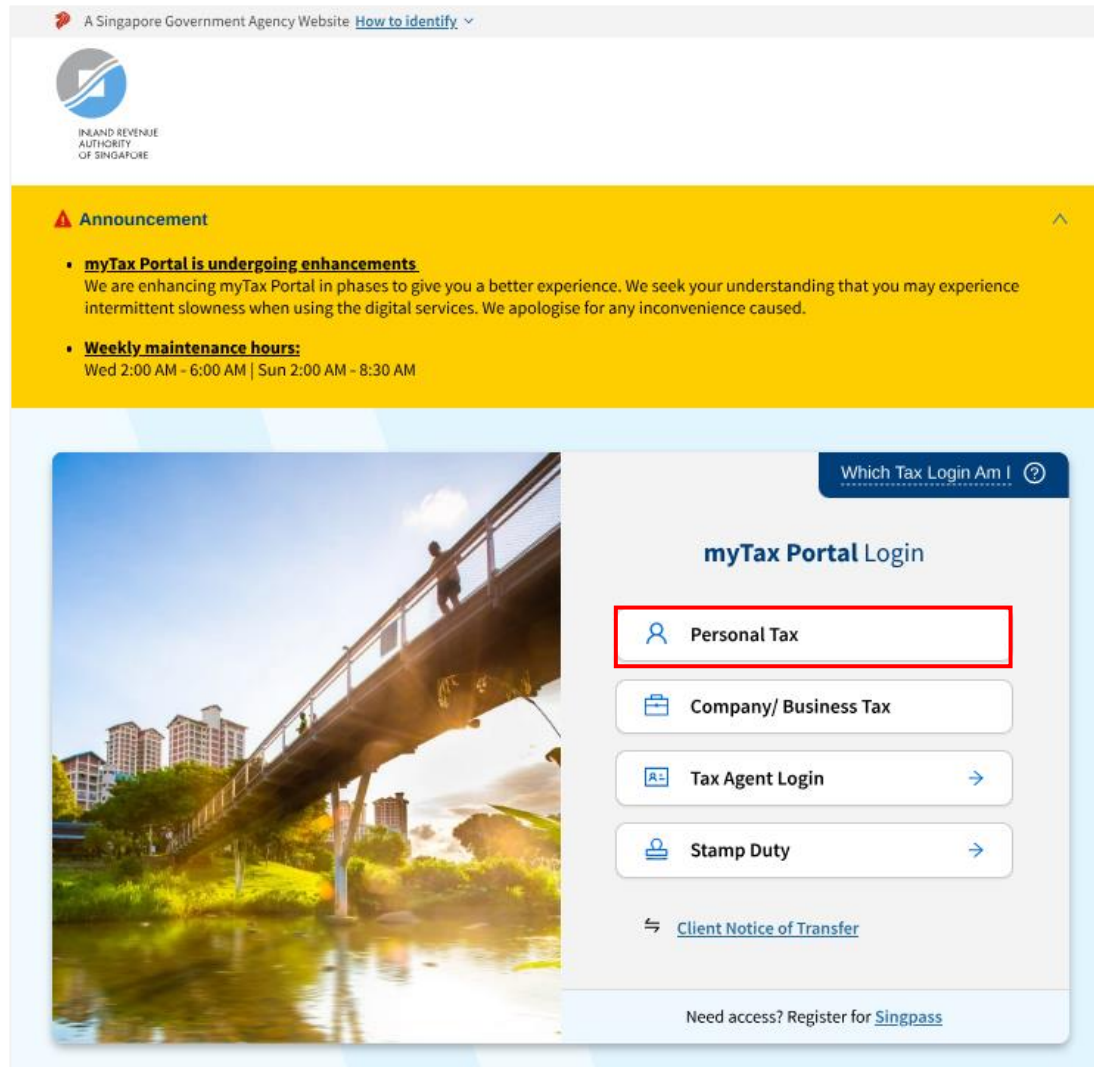 A Singapore Government Agency Website How to identify
INLAND REVENUE
AUTHORITY
OF SINGAPORE
Announcement
• myTax Portal is undergoing enhancements
We are enhancing myTax Portal in phases to give you a better experience. We seek your understanding that you may experience
intermittent slowness when using the digital services. We apologise for any inconvenience caused.
• Weekly maintenance hours:
Wed 2:00 AM - 6:00 AM | Sun 2:00 AM - 8:30 AM
Which Tax Login Am I
myTax Portal Login
Personal Tax
Company/ Business Tax
Tax Agent Login
Stamp Duty
Client Notice of Transfer
Need access? Register for Singpass